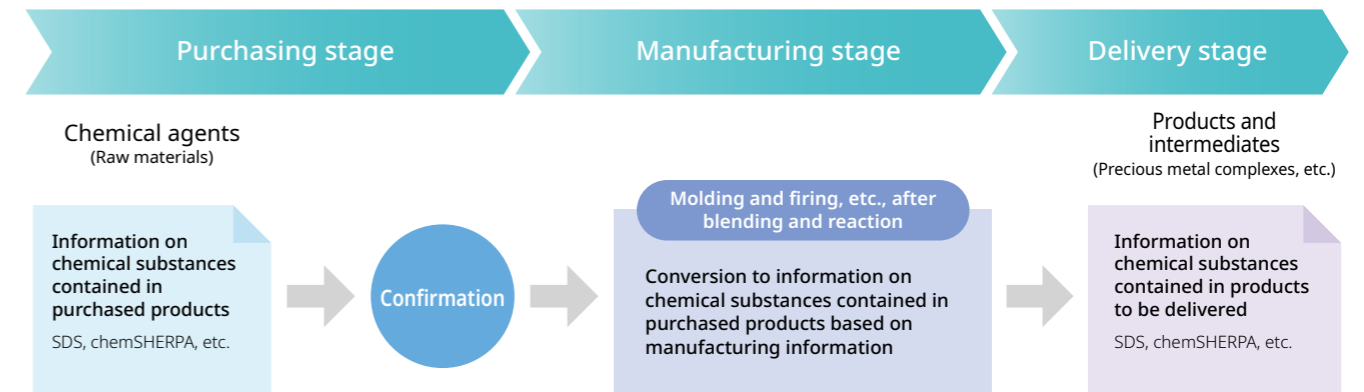 Purchasing stage
Manufacturing stage
Delivery stage
Chemical agents
(Raw materials)
Products and
intermediates
(Precious metal complexes, etc.)
Information on
chemical substances
contained in
purchased products
SDS, chemSHERPA, etc.
Confirmation
Molding and firing, etc., after
blending and reaction
Conversion to information on
chemical substances contained in
purchased products based on
manufacturing information
Information on
chemical substances
contained in products
to be delivered
SDS, chemSHERPA, etc.